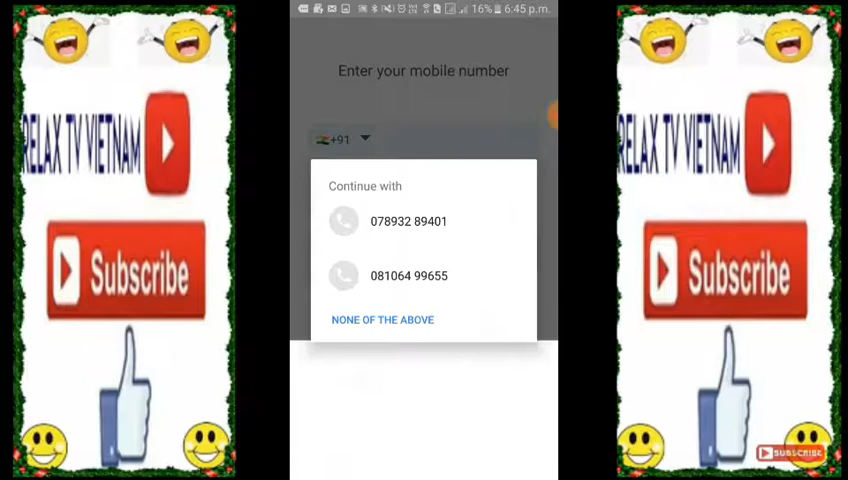 16% 6:45 p.m.
Enter your mobile number
+91
Continue with
078932 89401
081064 99655
NONE OF THE ABOVE
RELAX TV VIETNAM
Subscribe
RELAX TV VIETNAM
Subscribe
SUBSCRIBE